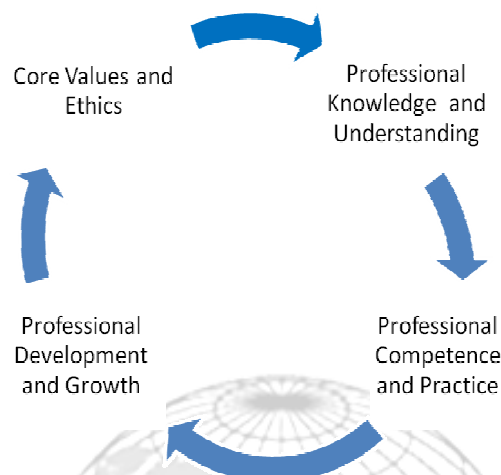 Core Values and
Ethics
Professional
Knowledge and
Understanding
Professional
Competence
and Practice
Professional
Development
and Growth